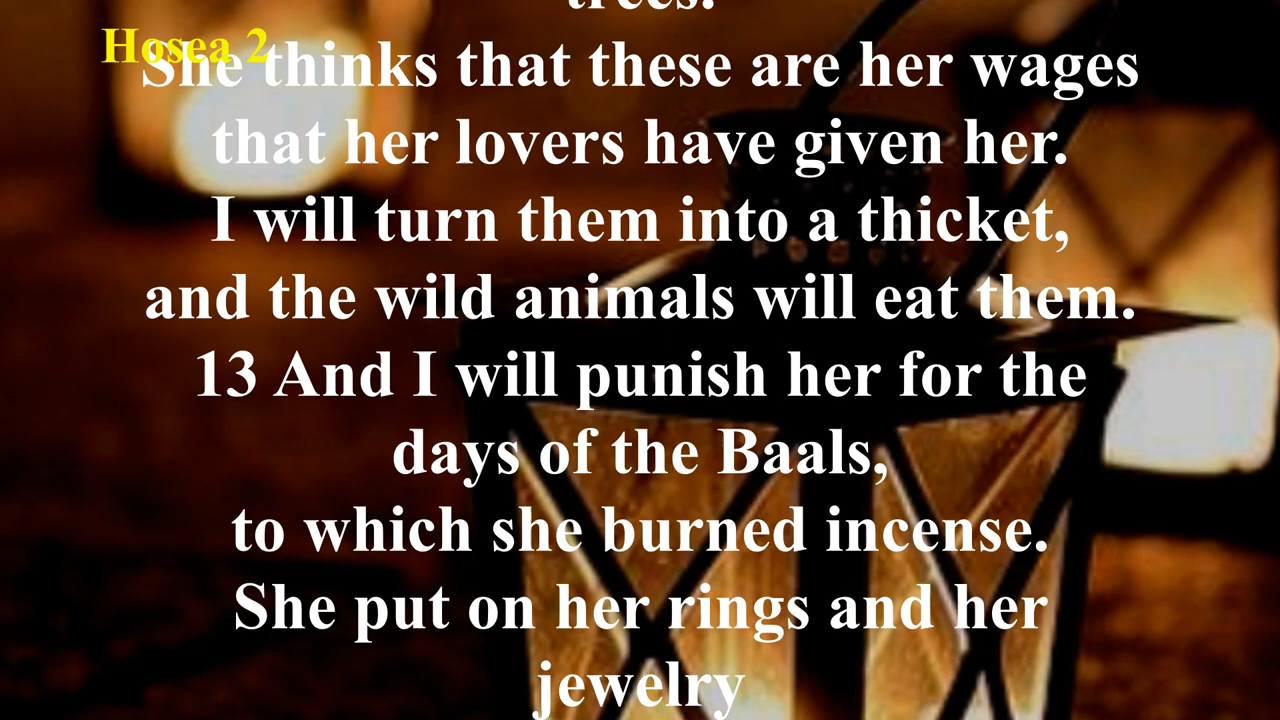 trees.
Hosea 2
She thinks that these are her wages
that her lovers have given her.
I will turn them into a thicket,
and the wild animals will eat them.
13 And I will punish her for the
days of the Baals,
to which she burned incense.
She put on her rings and her
jewelry